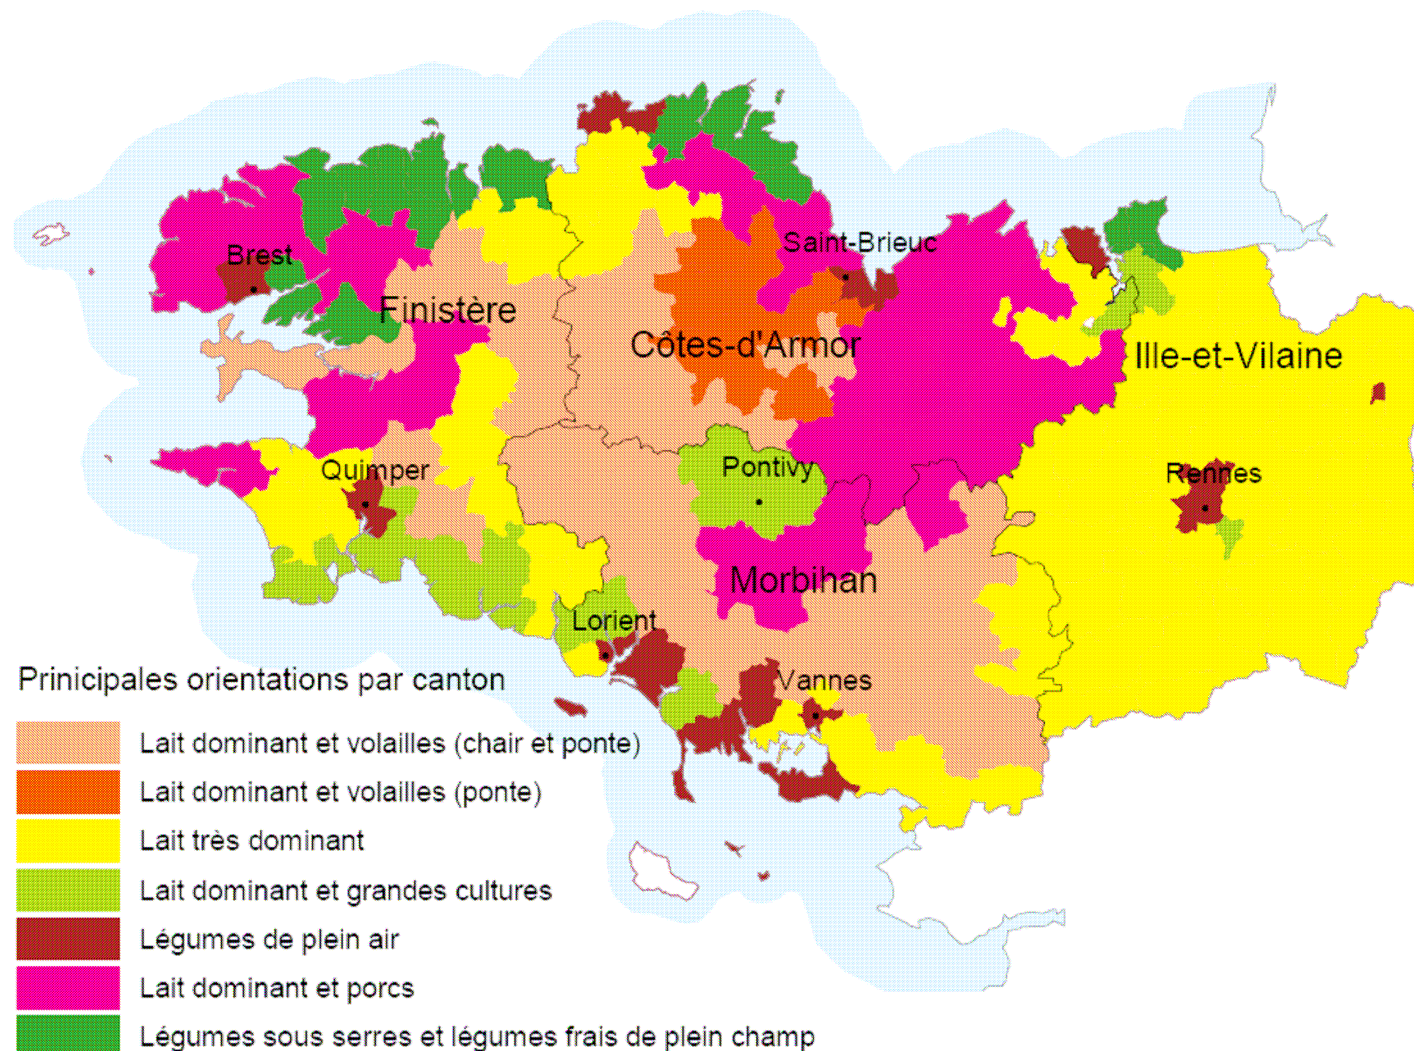 Saint-Brieuc
Brest
Finistère
Côtes-d'Armor
Ille-et-Vilaine
Quimper
Pontivy
Rennes
Morbihan
Lorient
Vannes
Prinicipales orientations par canton
Lait dominant et volailles (chair et ponte)
Lait dominant et volailles (ponte)
Lait très dominant
Lait dominant et grandes cultures
Légumes de plein air
Lait dominant et porcs
Légumes sous serres et légumes frais de plein champ